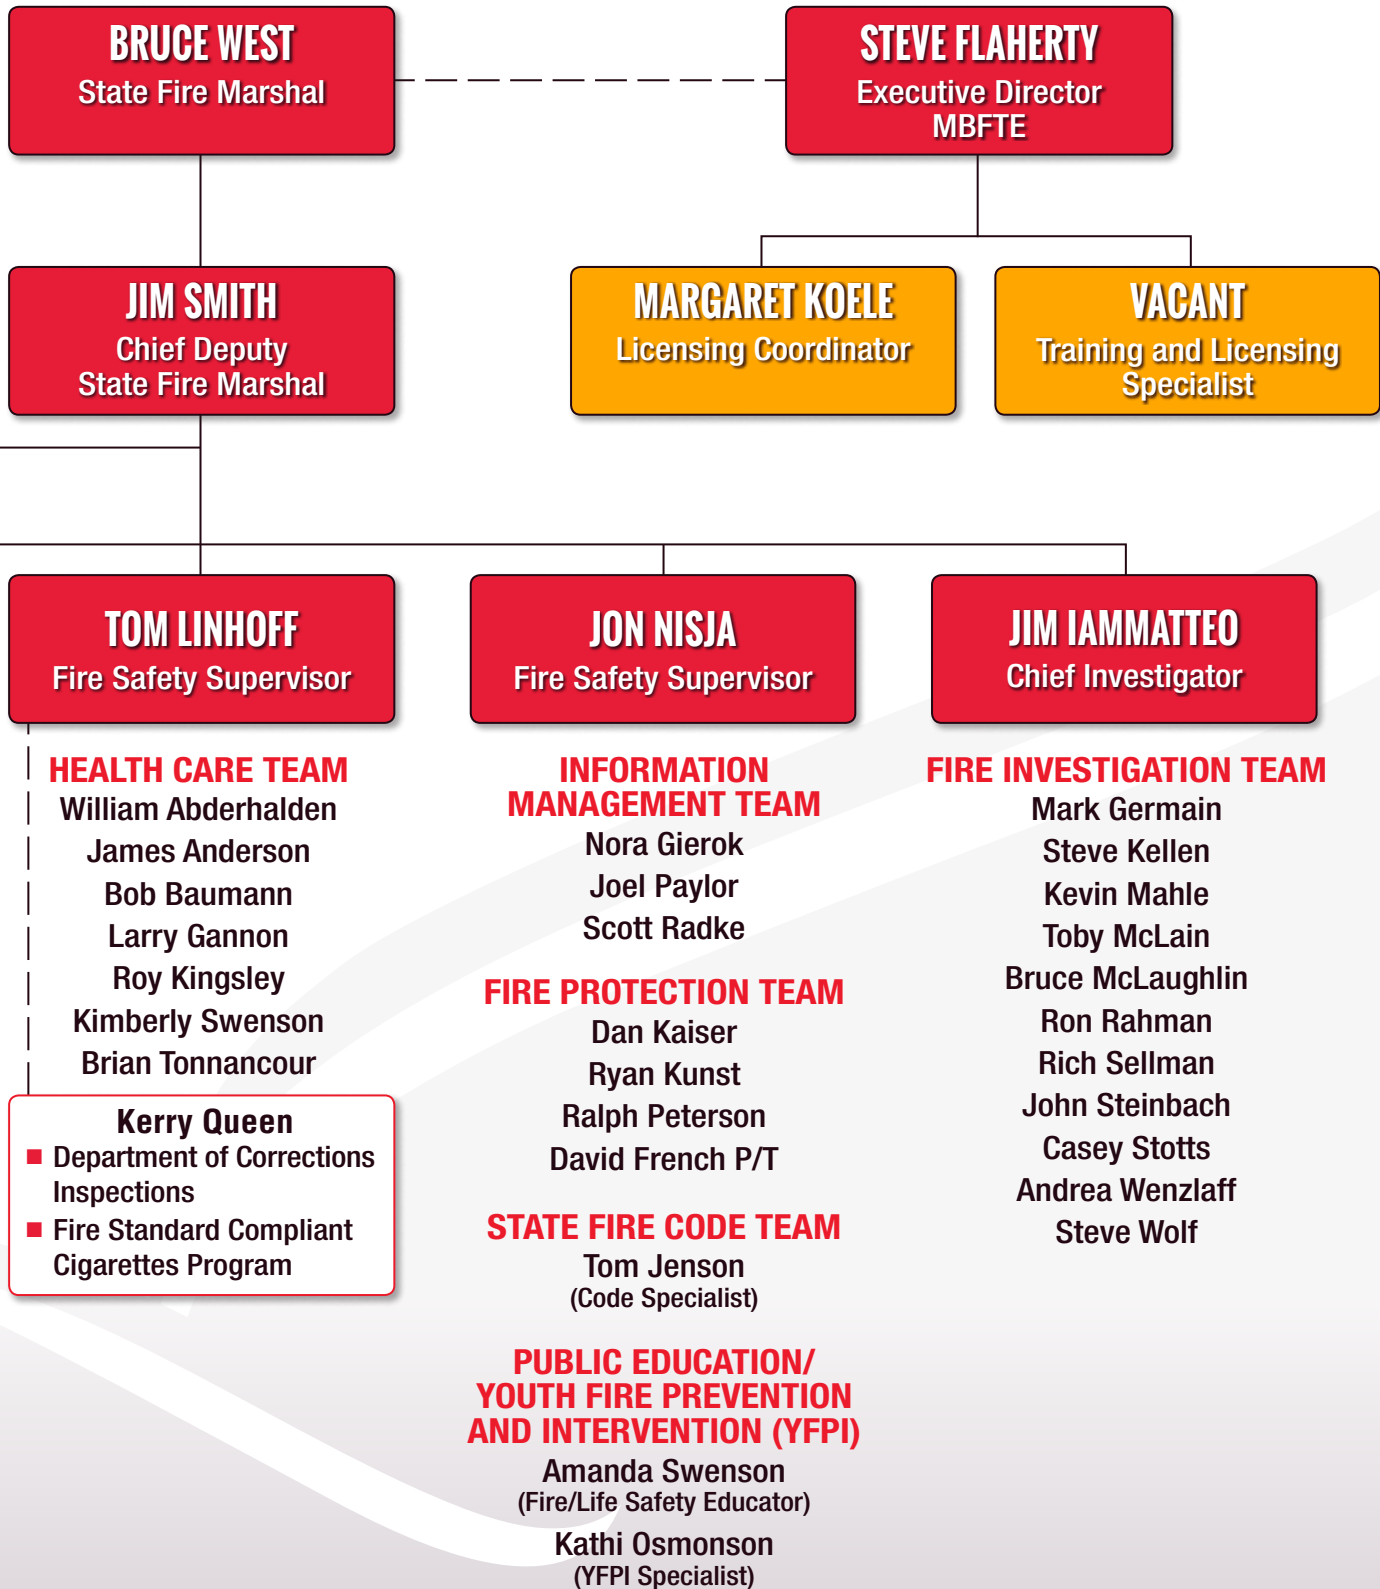 BRUCE WEST
State Fire Marshal
STEVE FLAHERTY
Executive Director
MBFTE
JIM SMITH
Chief Deputy
State Fire Marshal
MARGARET KOELE
Licensing Coordinator
VACANT
Training and Licensing
Specialist
TOM LINHOFF
Fire Safety Supervisor
HEALTH CARE TEAM
William Abderhalden
James Anderson
Bob Baumann
Larry Gannon
Roy Kingsley
Kimberly Swenson
Brian Tonnancour
Kerry Queen
■ Department of Corrections
Inspections
■ Fire Standard Compliant
Cigarettes Program
JON NISJA
Fire Safety Supervisor
INFORMATION
MANAGEMENT TEAM
Nora Gierok
Joel Paylor
Scott Radke
FIRE PROTECTION TEAM
Dan Kaiser
Ryan Kunst
Ralph Peterson
David French P/T
STATE FIRE CODE TEAM
Tom Jenson
(Code Specialist)
PUBLIC EDUCATION/
YOUTH FIRE PREVENTION
AND INTERVENTION (YFPI)
Amanda Swenson
(Fire/Life Safety Educator)
Kathi Osmonson
(YFPI Specialist)
JIM IAMMATTEO
Chief Investigator
FIRE INVESTIGATION TEAM
Mark Germain
Steve Kellen
Kevin Mahle
Toby McLain
Bruce McLaughlin
Ron Rahman
Rich Sellman
John Steinbach
Casey Stotts
Andrea Wenzlaff
Steve Wolf